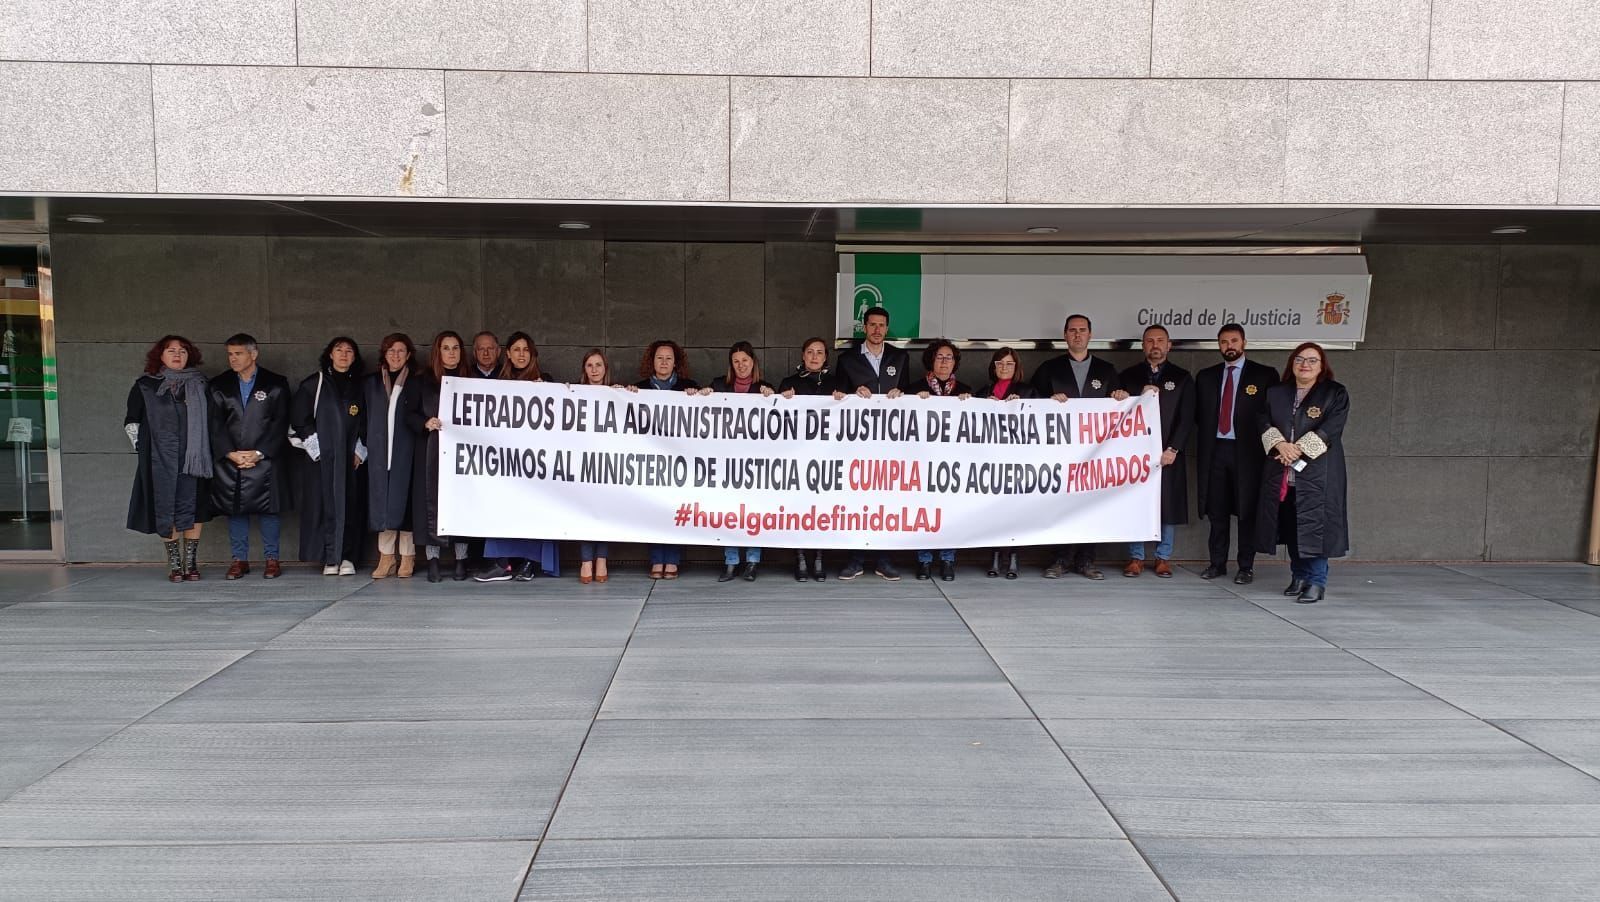 Ciudad de la Justicia
LETRADOS DE LA ADMINISTRACIÓN DE JUSTICIA DE ALMERÍA EN HUELGA.
EXIGIMOS AL MINISTERIO DE JUSTICIA QUE CUMPLA LOS ACUERDOS FIRMADOS
#huelgaindefinidaLAJ